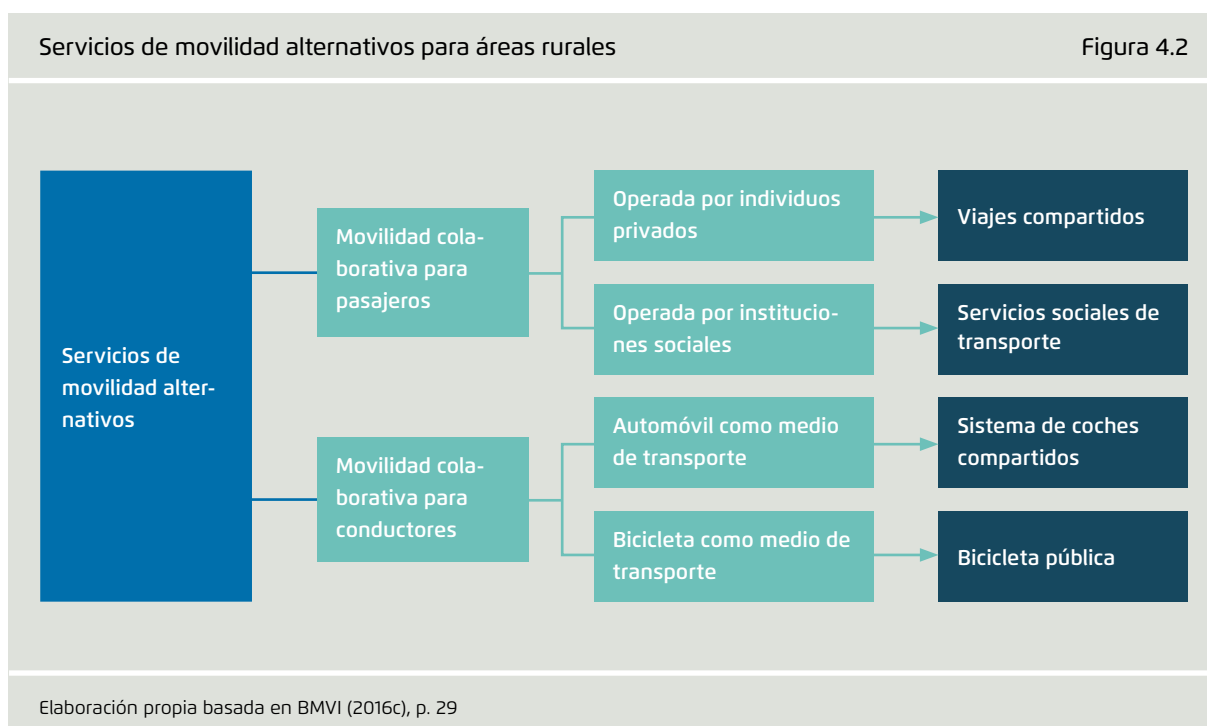 Servicios de movilidad alternativos para áreas rurales
Figura 4.2
Servicios de
movilidad alter-
nativos
Movilidad cola-
borativa para
pasajeros
Operada por individuos
privados
Viajes compartidos
Operada por institucio-
nes sociales
Servicios sociales de
transporte
Movilidad cola-
borativa para
conductores
Automóvil como medio
de transporte
Sistema de coches
compartidos
Bicicleta como medio de
transporte
Bicicleta pública
Elaboración propia basada en BMVI (2016c), p. 29